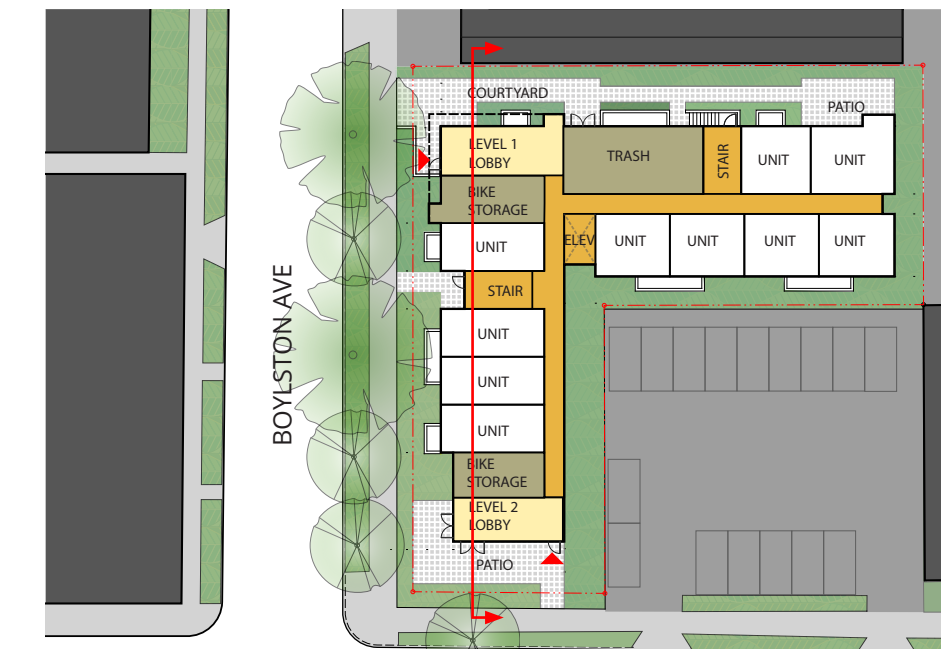 COURTYARD
PATIO
LEVEL 1
LOBBY
TRASH
STAIR
UNIT
UNIT
BIKE
STORAGE
UNIT
ELEV
UNIT
UNIT
UNIT
UNIT
STAIR
BOYLSTON AVE
UNIT
UNIT
UNIT
BIKE
STORAGE
LEVEL 2
LOBBY
PATIO